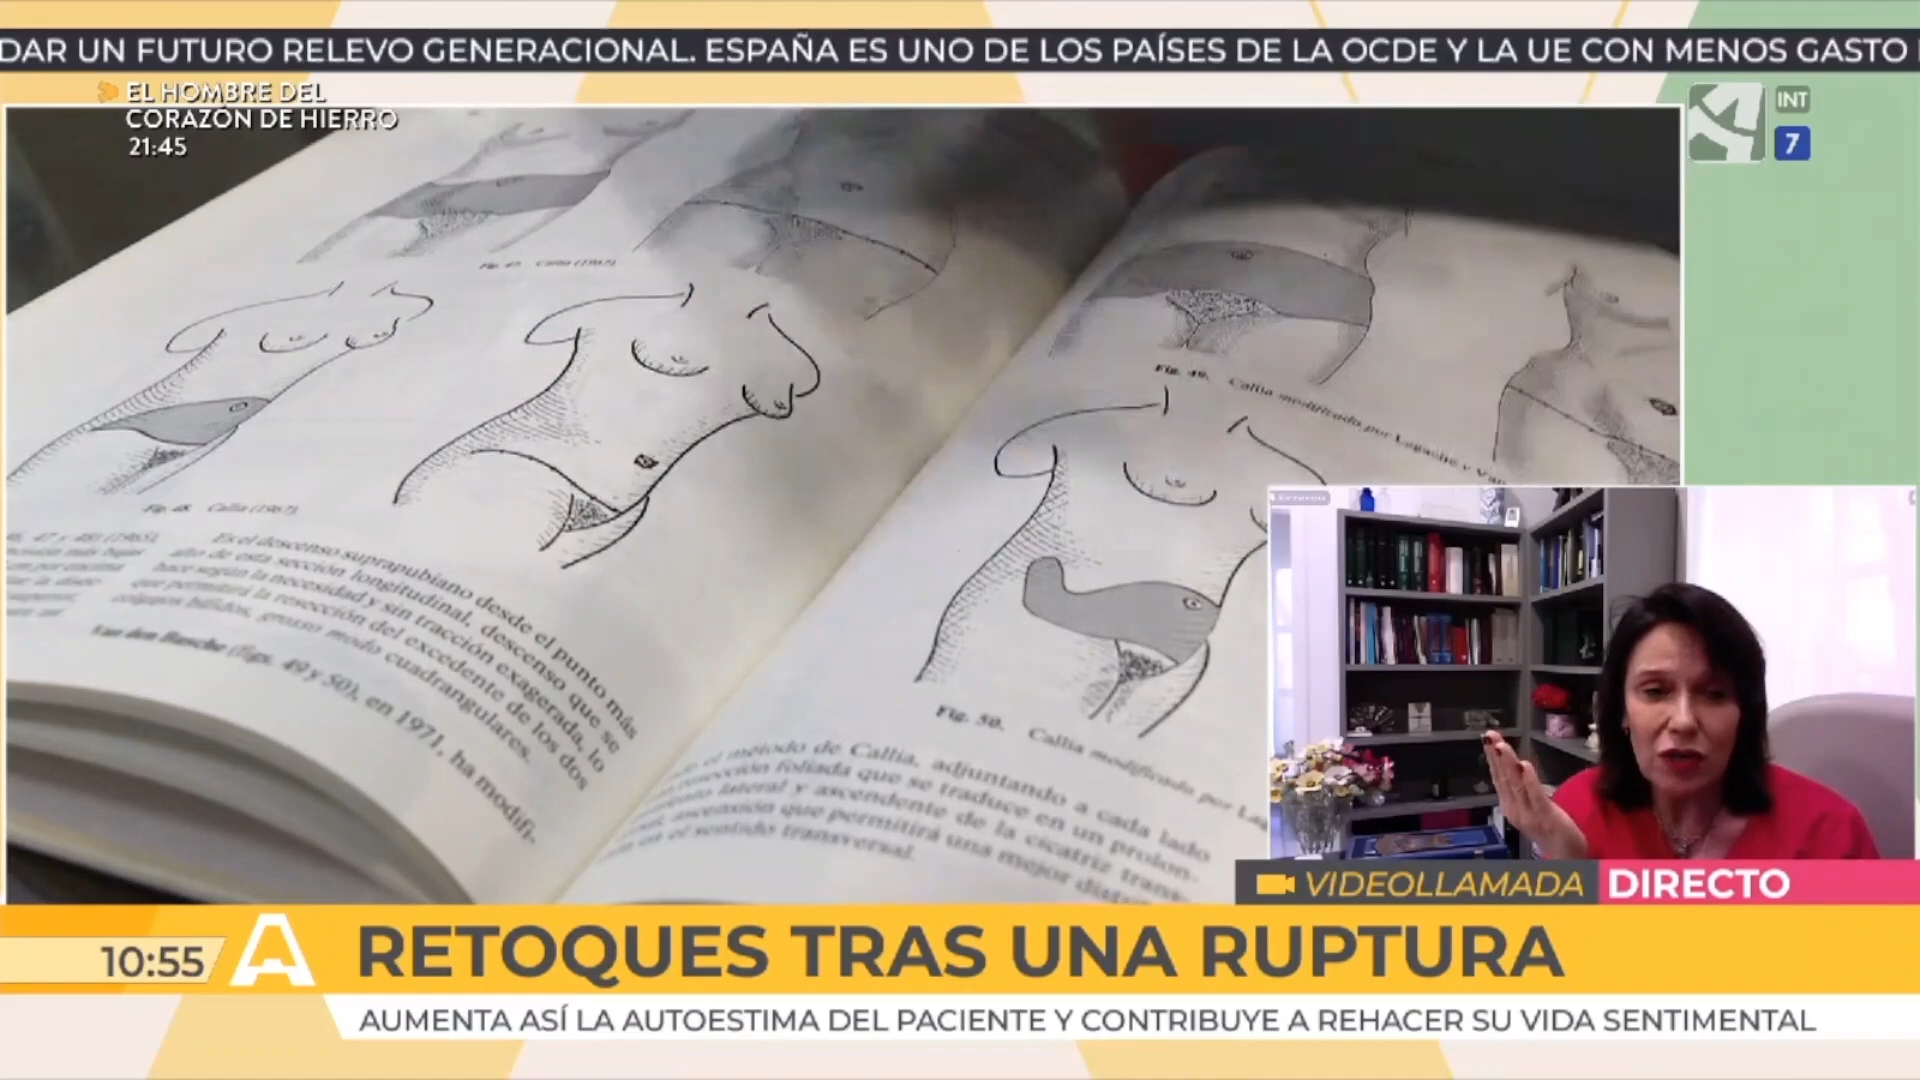 DAR UN FUTURO RELEVO GENERACIONAL. ESPAÑA ES UNO DE LOS PAÍSES DE LA OCDE Y LA UE CON MENOS GASTO
EL HOMBRE DEL
CORAZÓN DE HIERRO
21:45
INT
7
Fig. 48. Callia (1967)
Es el descenso suprapubiano desde el punto más
alto de esta sección longitudinal, descenso que se
hace según la necesidad y sin tracción exagerada, lo
que permitirá la resección del excedente de los dos
colgajos bífidos, grosso modo cuadrangulares.
Van den Bussche (figs. 49 y 50), en 1971, ha modifi-
Fig. 49. Callia modificado por Lagache y
Fig. 50. Callia modificado por
el método de Callia, adjuntando a cada lado
resección foliada que se traduce en un prolon-
lateral y ascendente de la cicatriz trans-
ascensión que permitirá una mejor
en el sentido transversal.
VIDEOLLAMADA DIRECTO
10:55 A RETOQUES TRAS UNA RUPTURA
AUMENTA ASÍ LA AUTOESTIMA DEL PACIENTE Y CONTRIBUYE A REHACER SU VIDA SENTIMENTAL